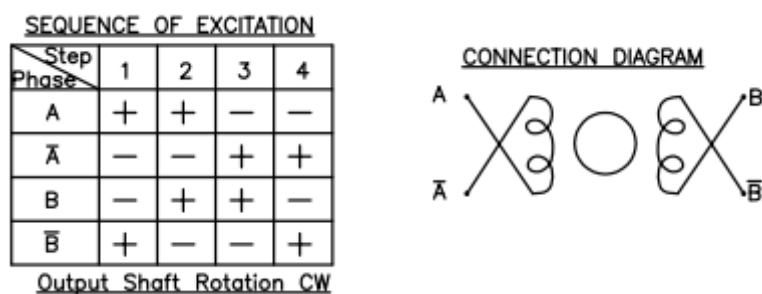 SEQUENCE OF EXCITATION
Step
Phase
1 2 3 4
A + + − −
A̅ − − + +
B − + + −
B̅ + − − +
Output Shaft Rotation CW
CONNECTION DIAGRAM
A B
A̅ B̅